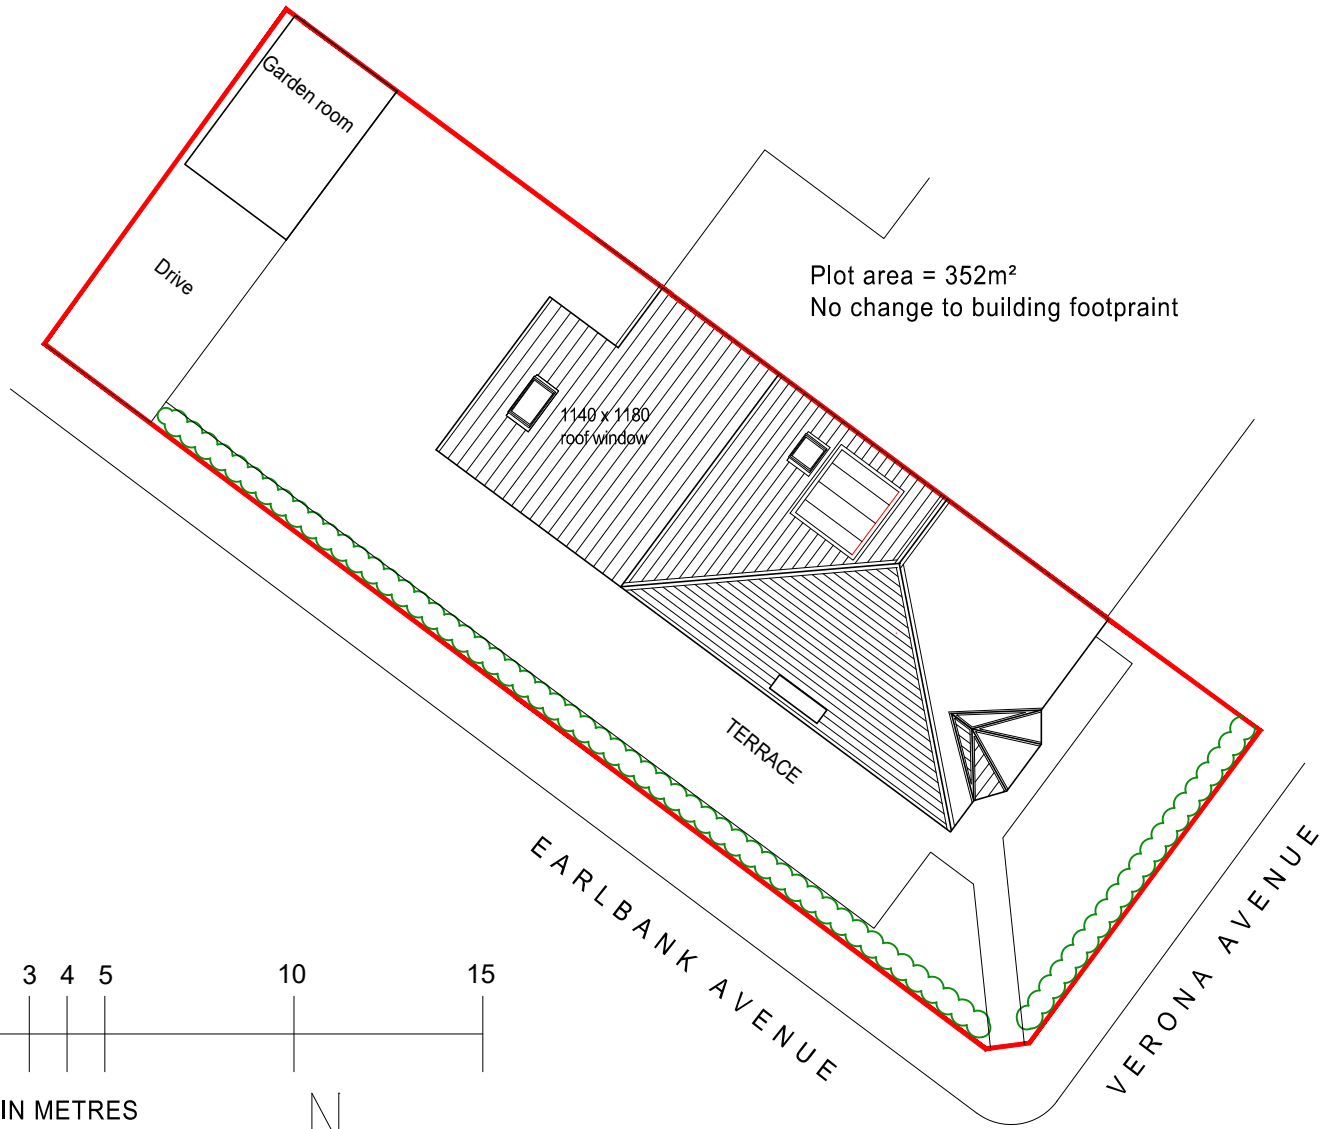 Garden room
Drive
Plot area = 352m²
No change to building footpraint
1140 x 1180
roof window
TERRACE
EARLBANK AVENUE
VERONA AVENUE
3 4 5 10 15
IN METRES
N